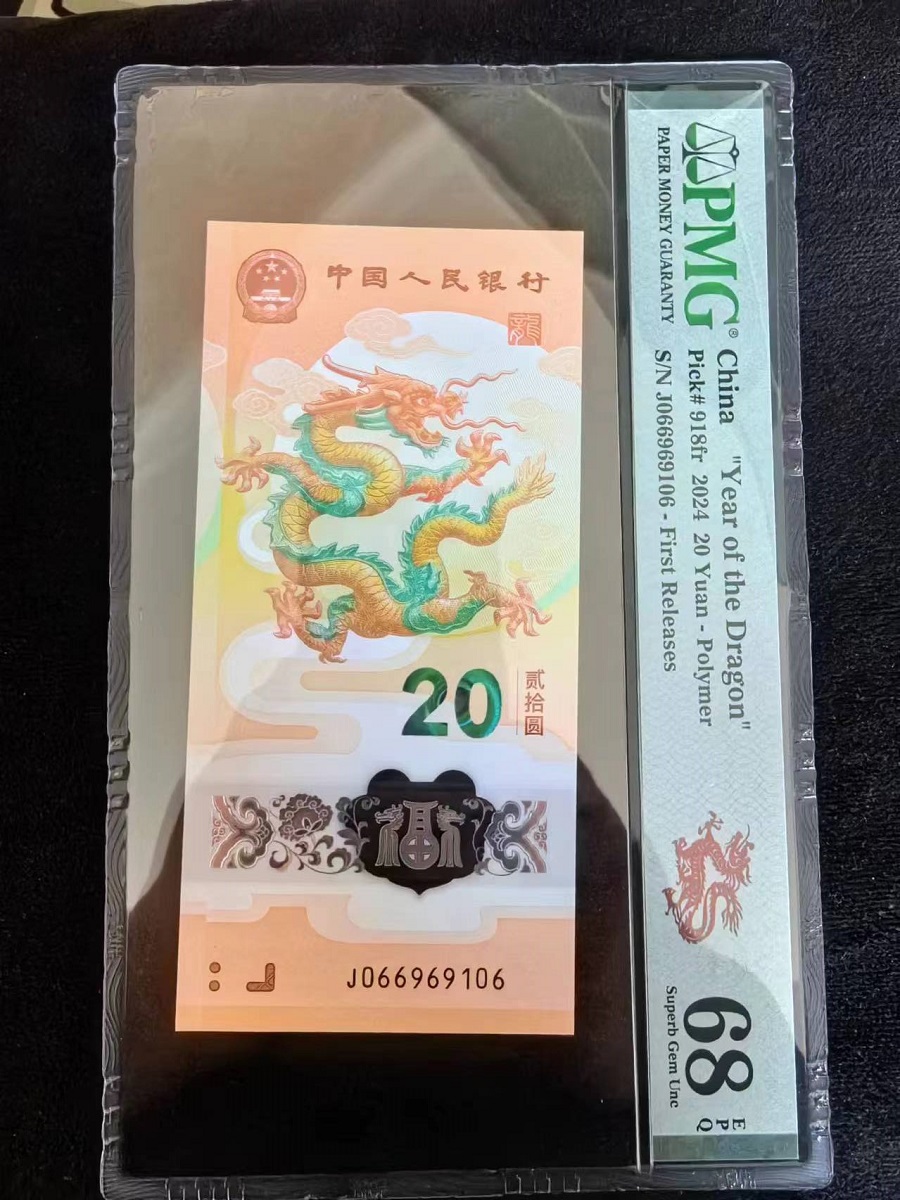 中国人民银行
龍
20
贰拾圆
J066969106
PMG®
PAPER MONEY GUARANTY
China "Year of the Dragon"
Pick# 918fr 2024 20 Yuan - Polymer
S/N J066969106 - First Releases
68 EPQ
Superb Gem Unc